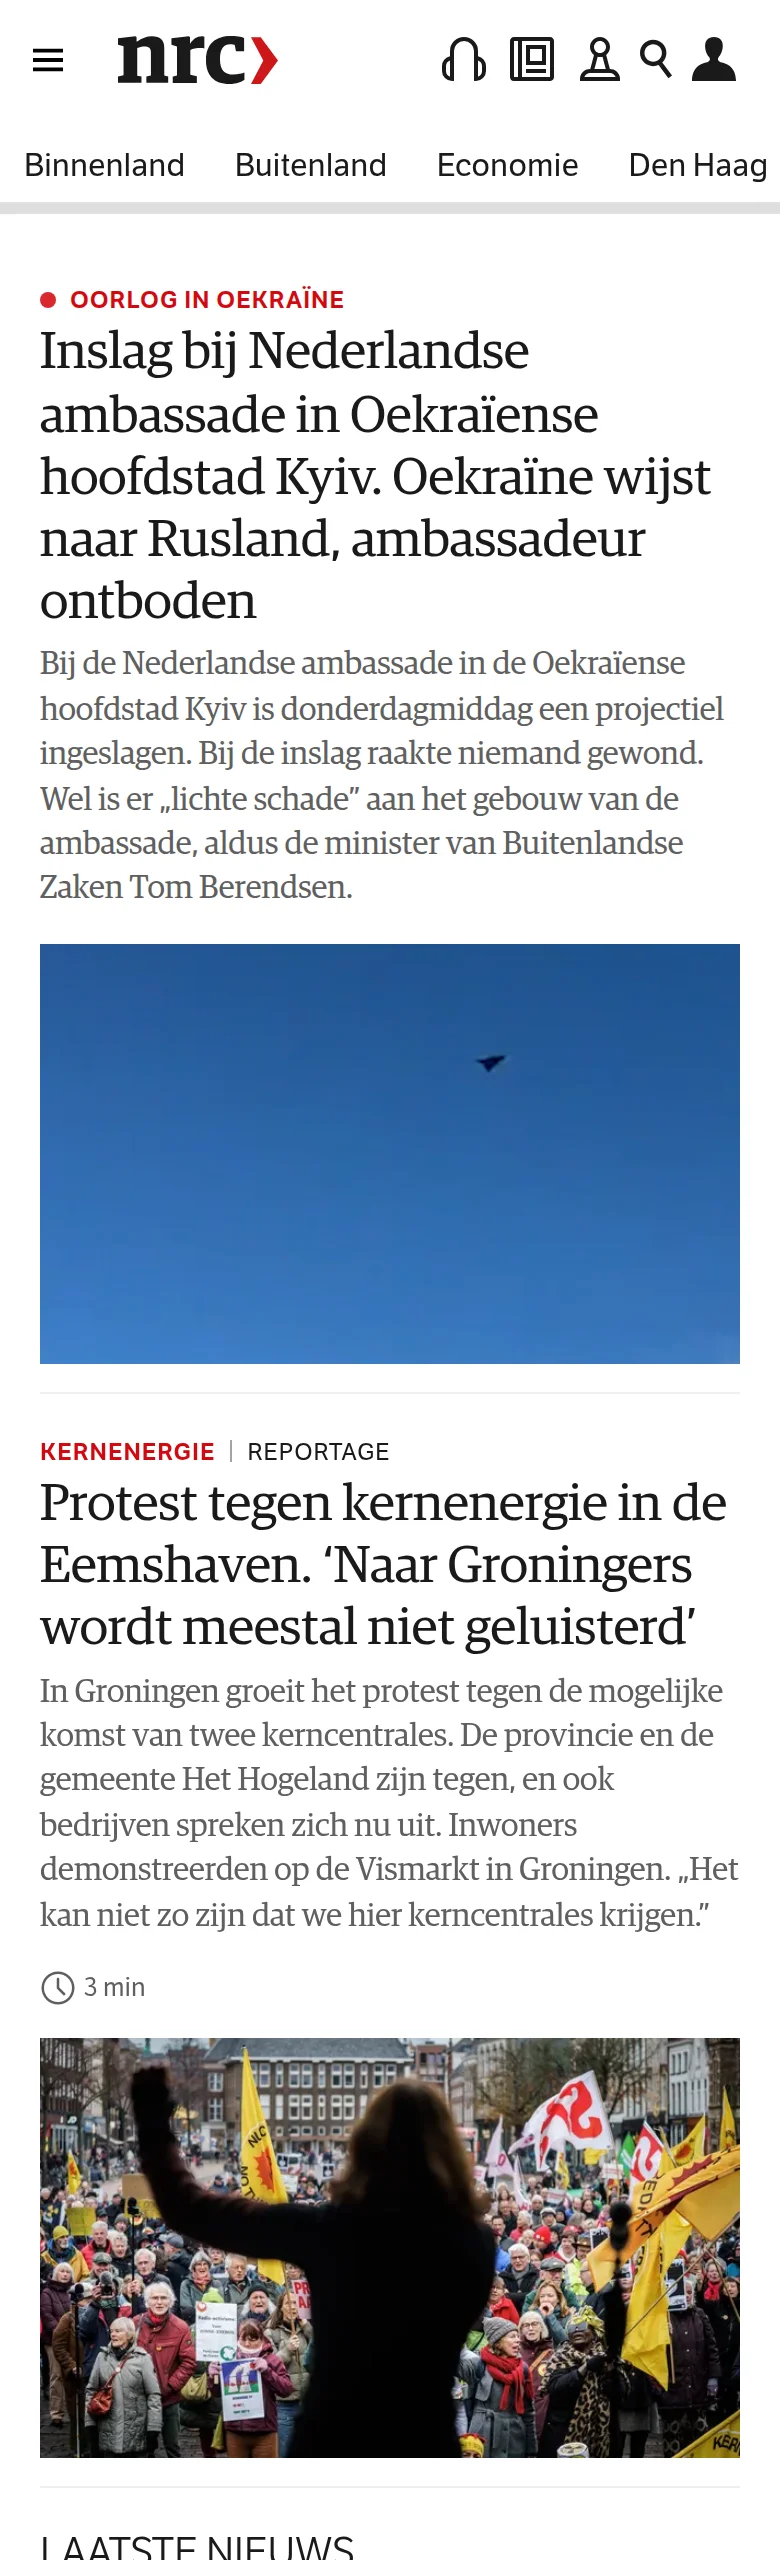 nrc
Binnenland Buitenland Economie Den Haag
OORLOG IN OEKRAÏNE
Inslag bij Nederlandse
ambassade in Oekraïense
hoofdstad Kyiv. Oekraïne wijst
naar Rusland, ambassadeur
ontboden
Bij de Nederlandse ambassade in de Oekraïense
hoofdstad Kyiv is donderdagmiddag een projectiel
ingeslagen. Bij de inslag raakte niemand gewond.
Wel is er „lichte schade” aan het gebouw van de
ambassade, aldus de minister van Buitenlandse
Zaken Tom Berendsen.
KERNENERGIE | REPORTAGE
Protest tegen kernenergie in de
Eemshaven. ‘Naar Groningers
wordt meestal niet geluisterd’
In Groningen groeit het protest tegen de mogelijke
komst van twee kerncentrales. De provincie en de
gemeente Het Hogeland zijn tegen, en ook
bedrijven spreken zich nu uit. Inwoners
demonstreerden op de Vismarkt in Groningen. „Het
kan niet zo zijn dat we hier kerncentrales krijgen.”
3 min
LAATSTE NIEUWS